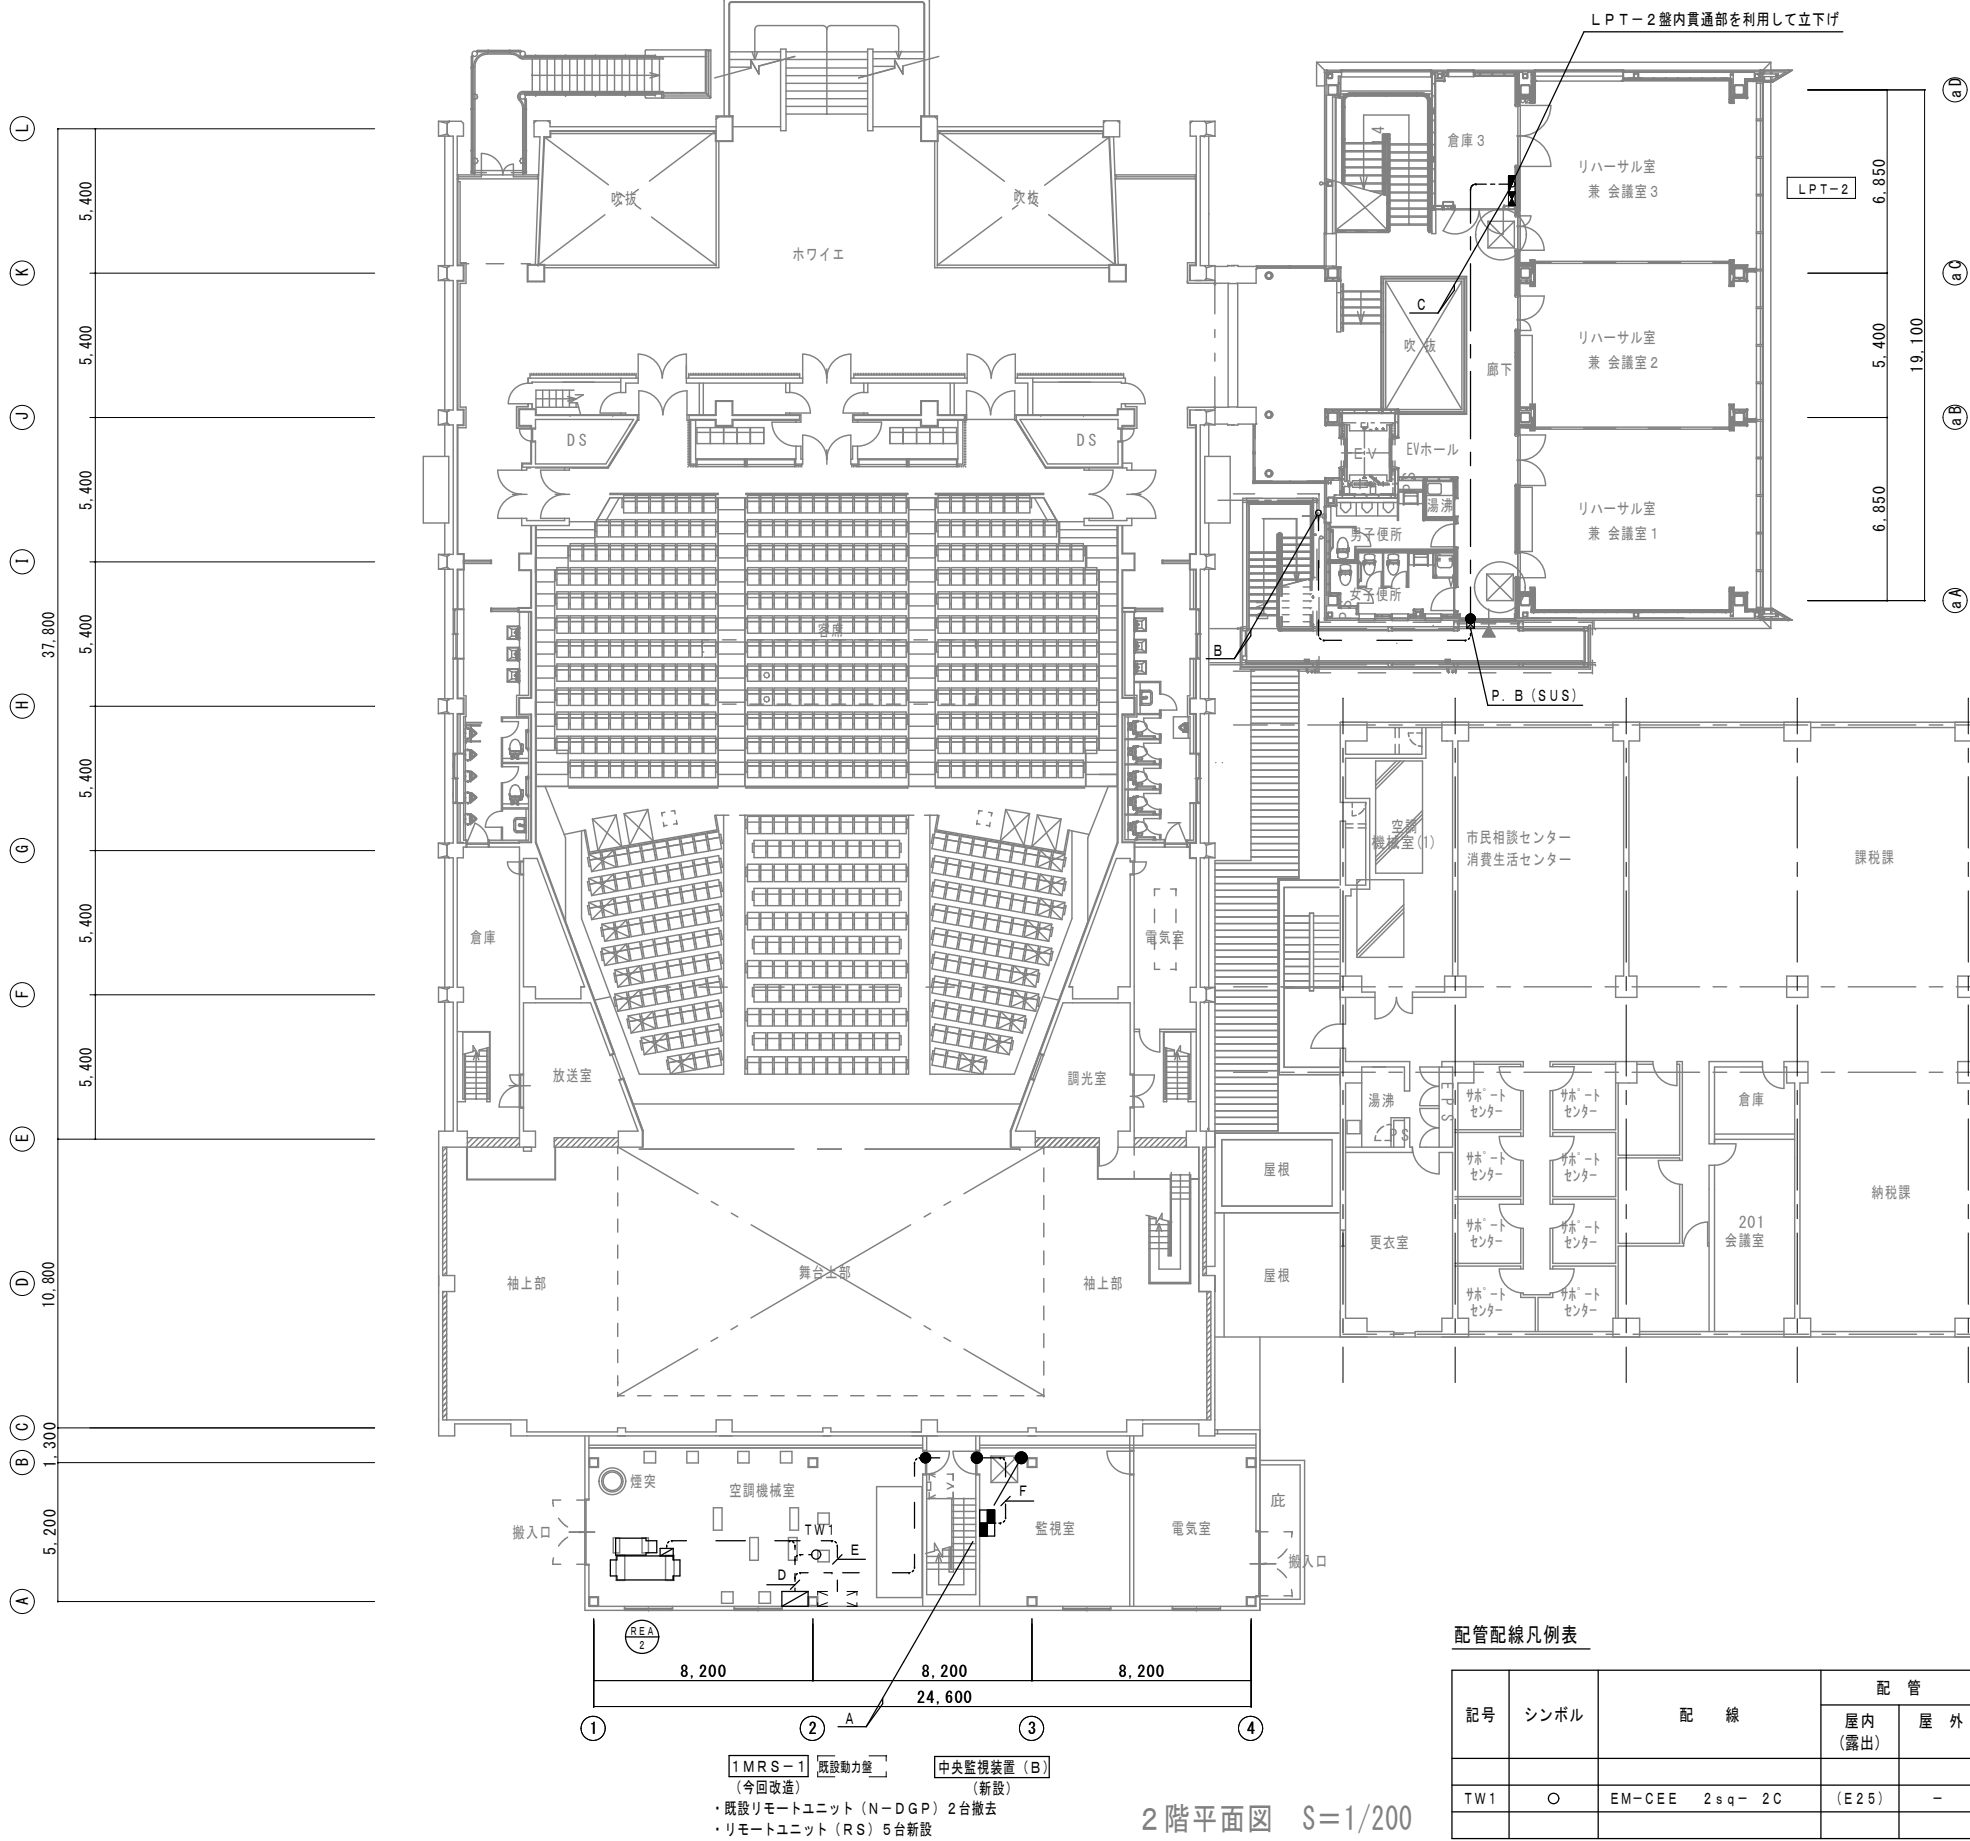 LPT-2盤内貫通部を利用して立下げ
aD
L
倉庫3
リハーサル室
兼 会議室3
LPT-2
6,850
5,400
吹抜
吹抜
ホワイエ
K
aC
C
5,400
吹抜
廊下
リハーサル室
兼 会議室2
5,400
19,100
J
aB
DS
DS
EV
EVホール
湯沸
5,400
リハーサル室
兼 会議室1
6,850
男子便所
I
女子便所
aA
客席
37,800
5,400
B
P.B(SUS)
H
5,400
空調
機械室(1)
市民相談センター
消費生活センター
課税課
G
倉庫
電気室
5,400
F
放送室
調光室
5,400
湯沸
EPS
PS
サポートセンター
サポートセンター
倉庫
E
屋根
サポートセンター
サポートセンター
納税課
更衣室
サポートセンター
サポートセンター
201
会議室
袖上部
舞台上部
袖上部
屋根
D
10,800
サポートセンター
サポートセンター
C
1,300
B
煙突
空調機械室
F
庇
搬入口
TW1
監視室
電気室
搬入口
5,200
E
D
A
REA
2
8,200
8,200
8,200
24,600
A
1
2
3
4
1MRS-1
既設動力盤
中央監視装置(B)
(今回改造)
(新設)
・既設リモートユニット(N-DGP)2台撤去
・リモートユニット(RS)5台新設
2階平面図 S=1/200
配管配線凡例表
記号 シンボル 配 線 配 管
屋内
(露出)
屋 外
TW1 ○ EM-CEE 2sq- 2C (E25) -